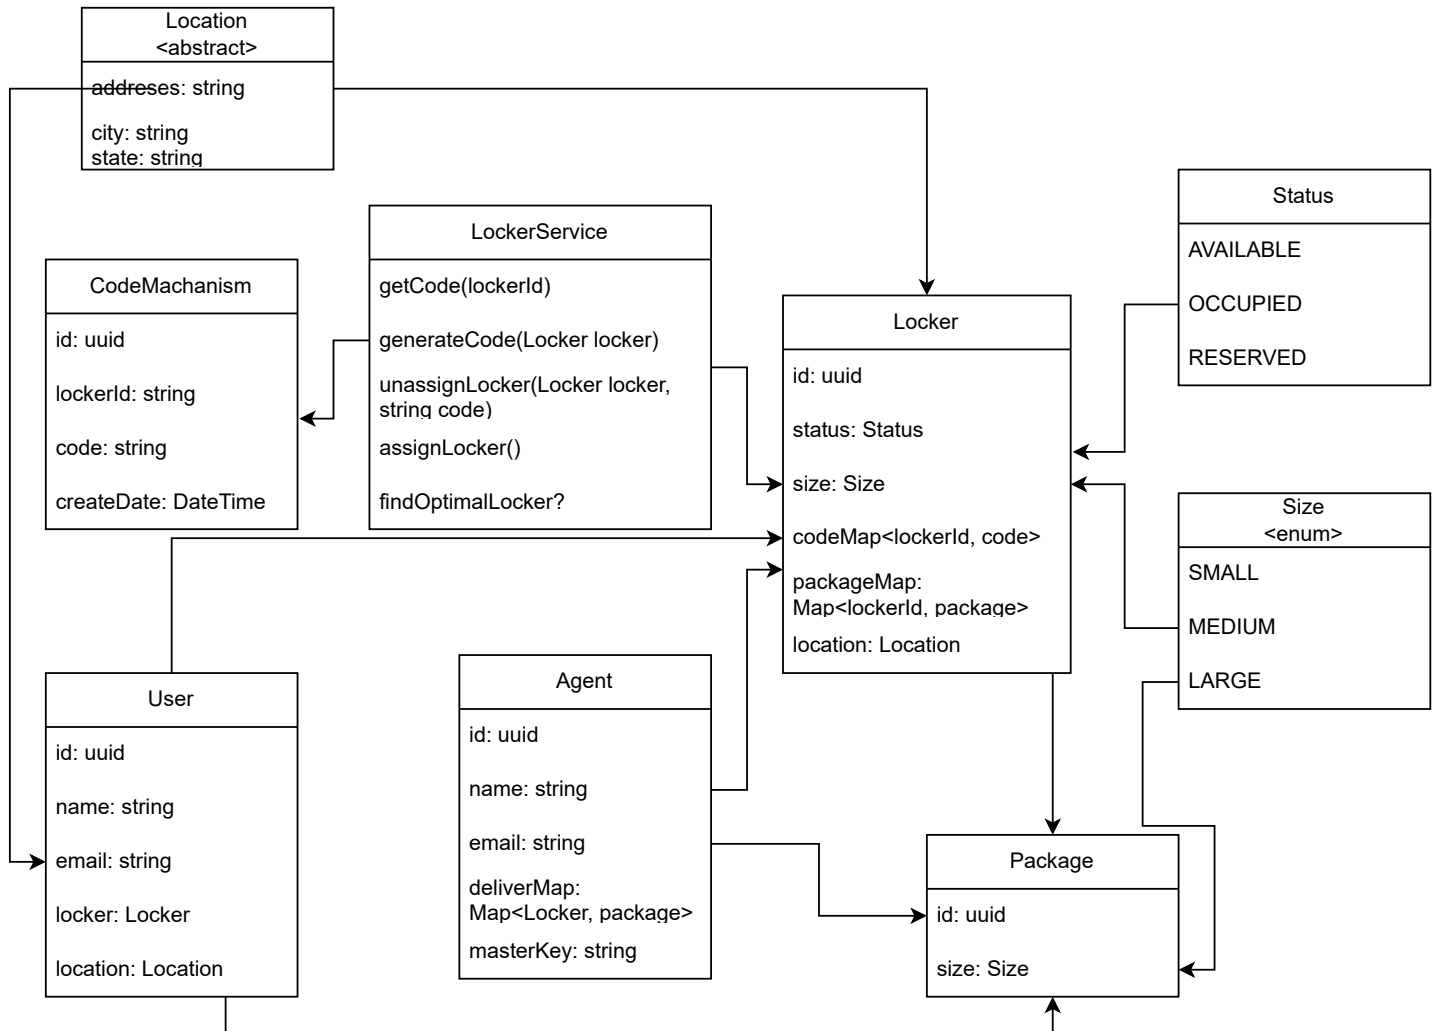 Location
<abstract>
addreses: string
city: string
state: string
LockerService
getCode(lockerId)
generateCode(Locker locker)
unassignLocker(Locker locker,
string code)
assignLocker()
findOptimalLocker?
CodeMachanism
id: uuid
lockerId: string
code: string
createDate: DateTime
Locker
id: uuid
status: Status
size: Size
codeMap<lockerId, code>
packageMap:
Map<lockerId, package>
location: Location
Status
AVAILABLE
OCCUPIED
RESERVED
Size
<enum>
SMALL
MEDIUM
LARGE
User
id: uuid
name: string
email: string
locker: Locker
location: Location
Agent
id: uuid
name: string
email: string
deliverMap:
Map<Locker, package>
masterKey: string
Package
id: uuid
size: Size